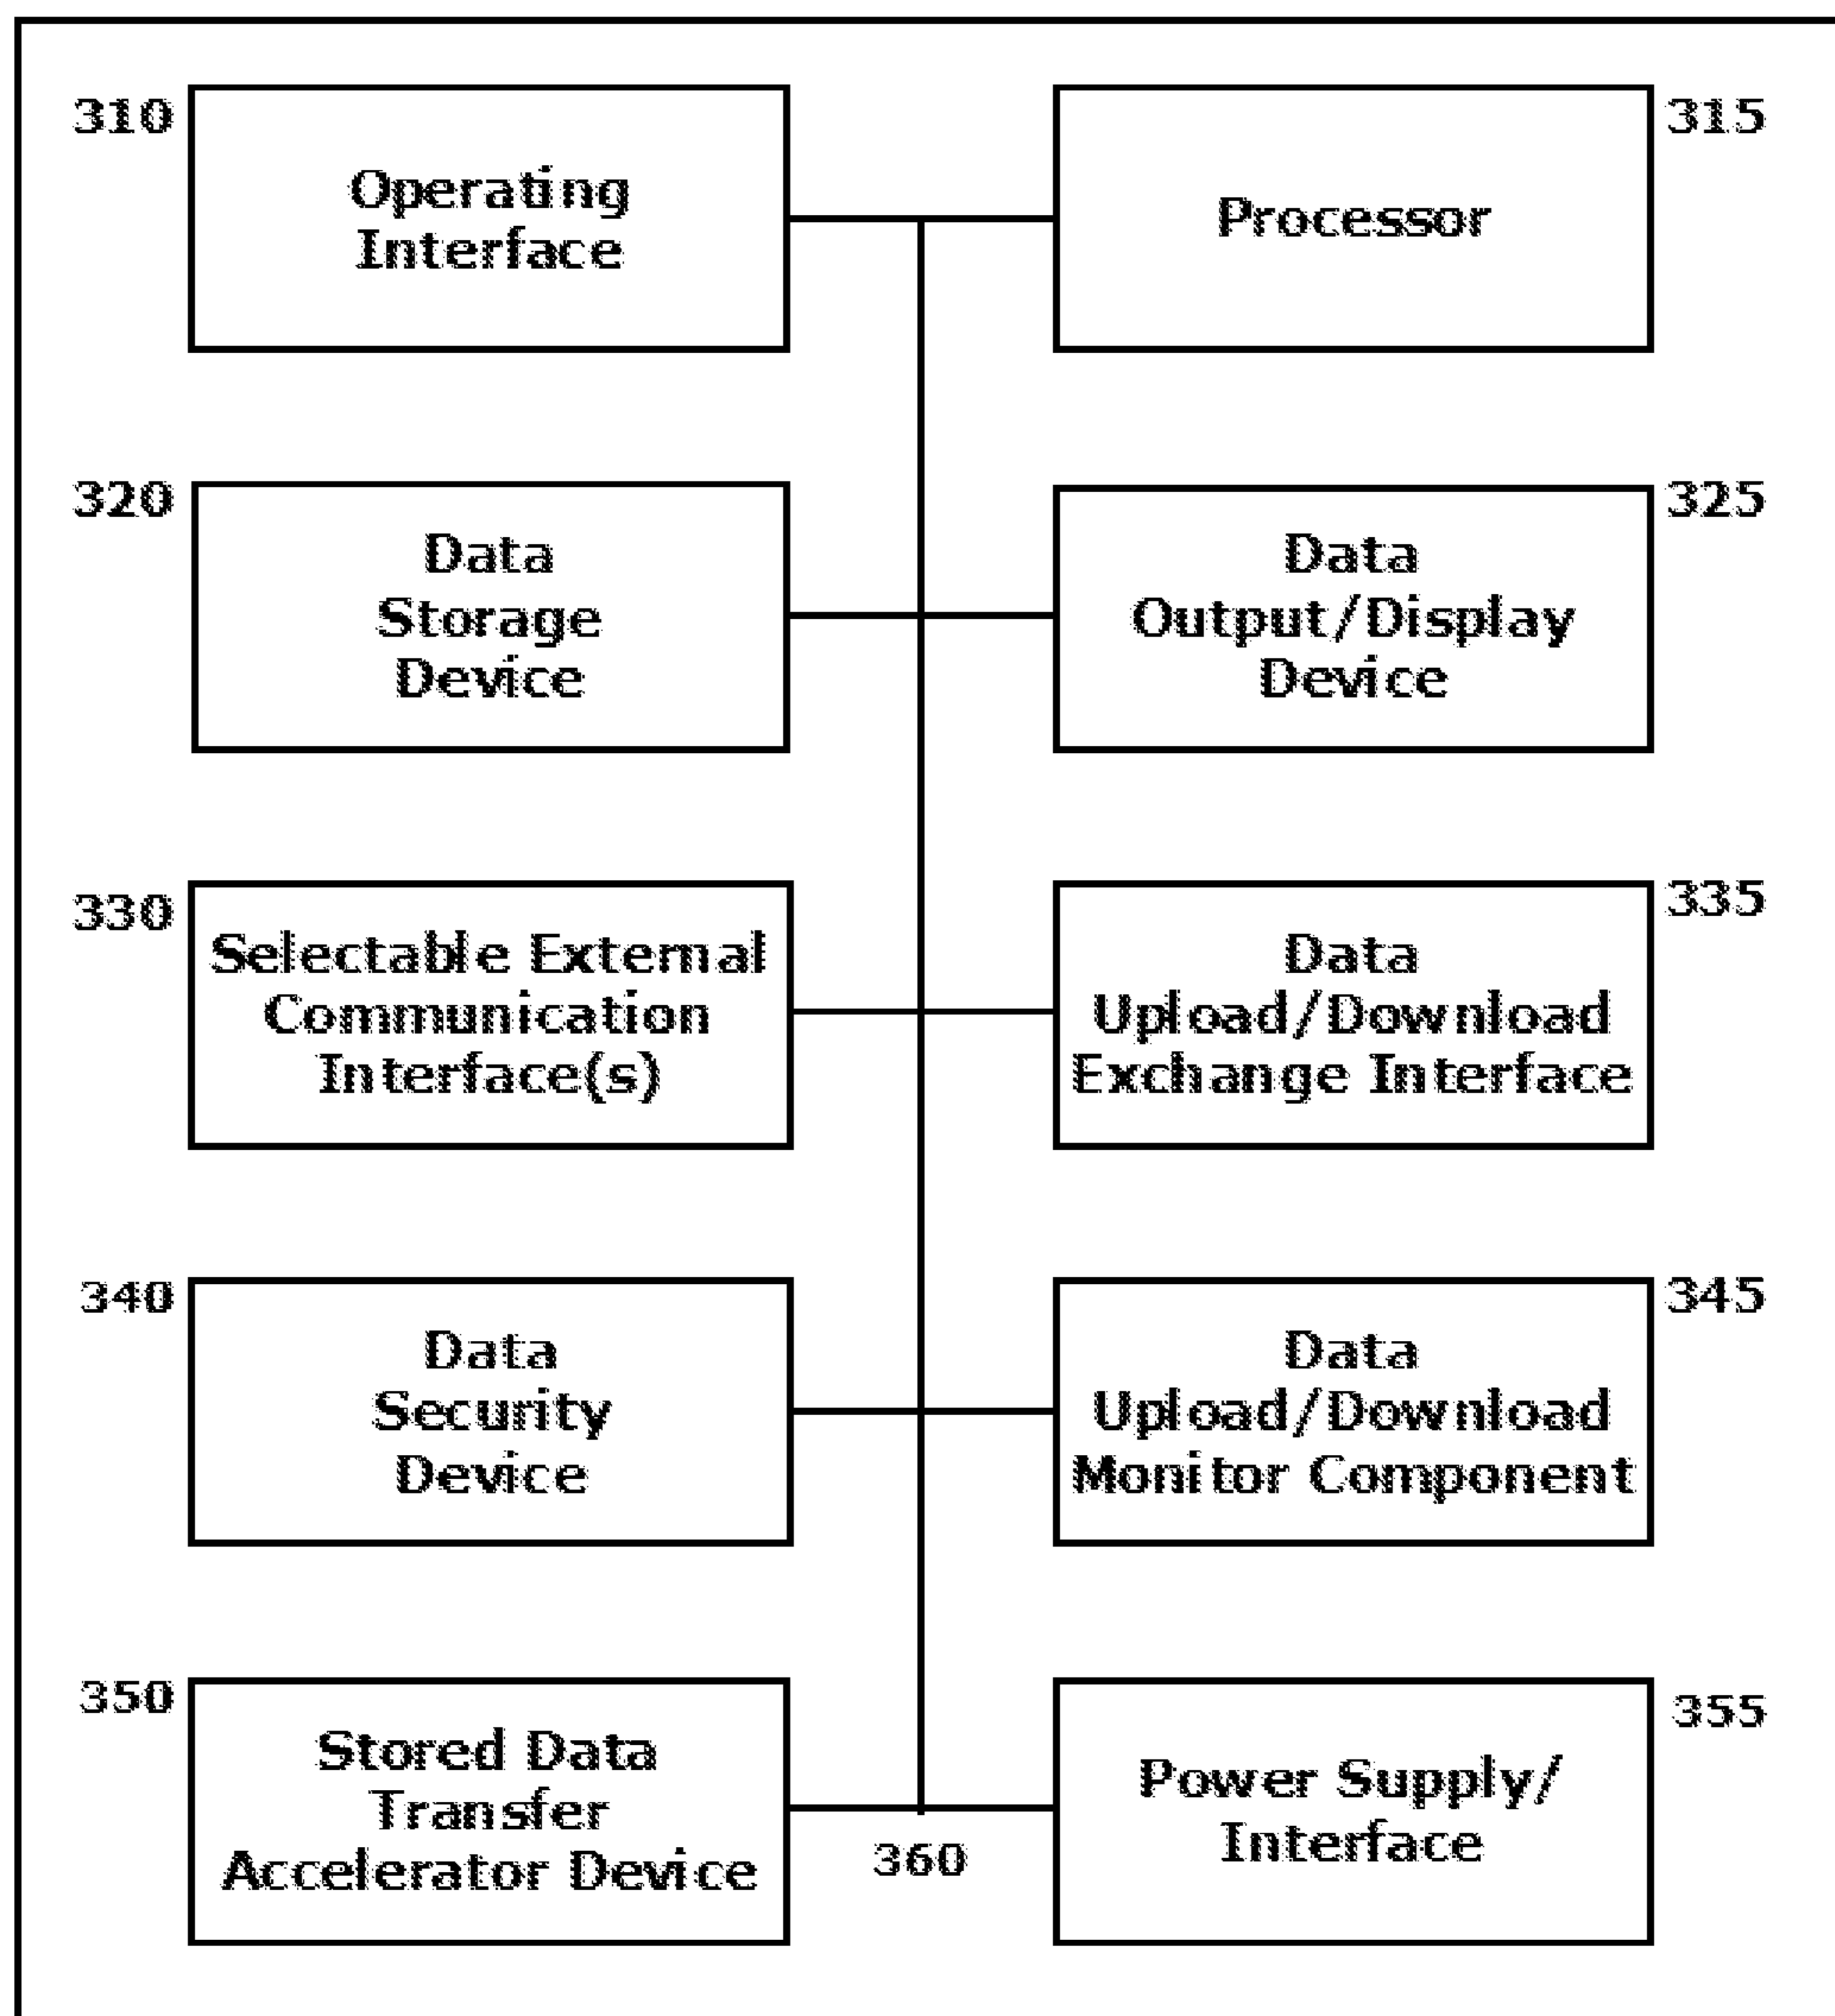 310
Operating
Interface
315
Processor
320
Data
Storage
Device
325
Data
Output/Display
Device
330
Selectable External
Communication
Interface(s)
335
Data
Upload/Download
Exchange Interface
340
Data
Security
Device
345
Data
Upload/Download
Monitor Component
350
Stored Data
Transfer
Accelerator Device
355
Power Supply/
Interface
360